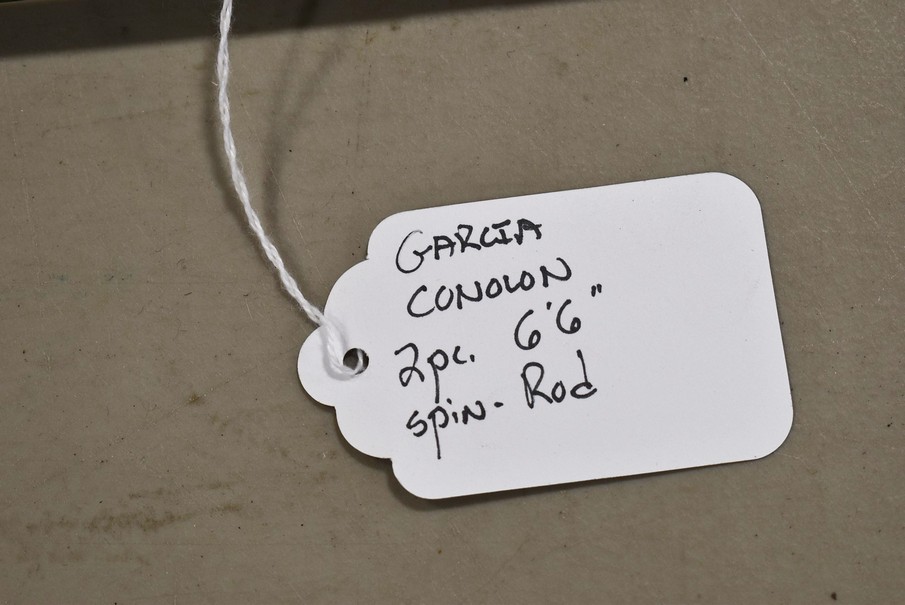 GARCIA
CONOLON
2pc. 6'6"
spin-Rod